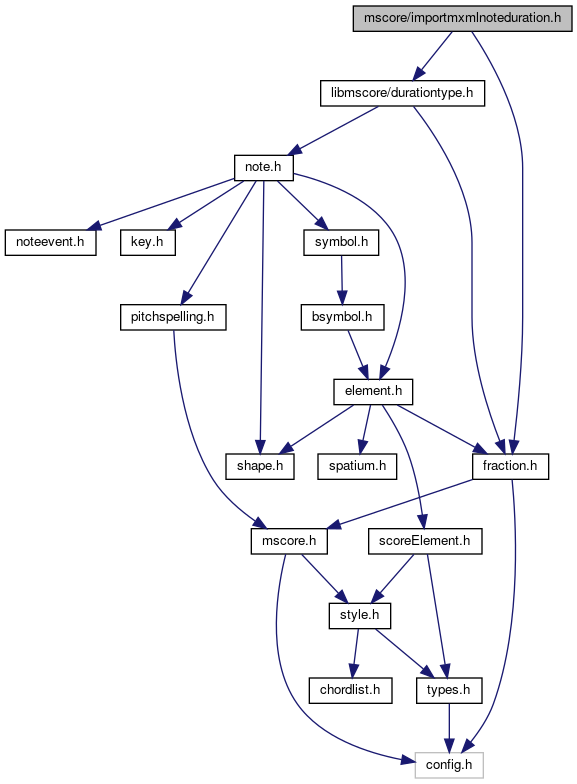 mscore/importmxmlnoteduration.h
libmscore/durationtype.h
note.h
noteevent.h
key.h
symbol.h
pitchspelling.h
bsymbol.h
element.h
shape.h
spatium.h
fraction.h
mscore.h
scoreElement.h
style.h
chordlist.h
types.h
config.h